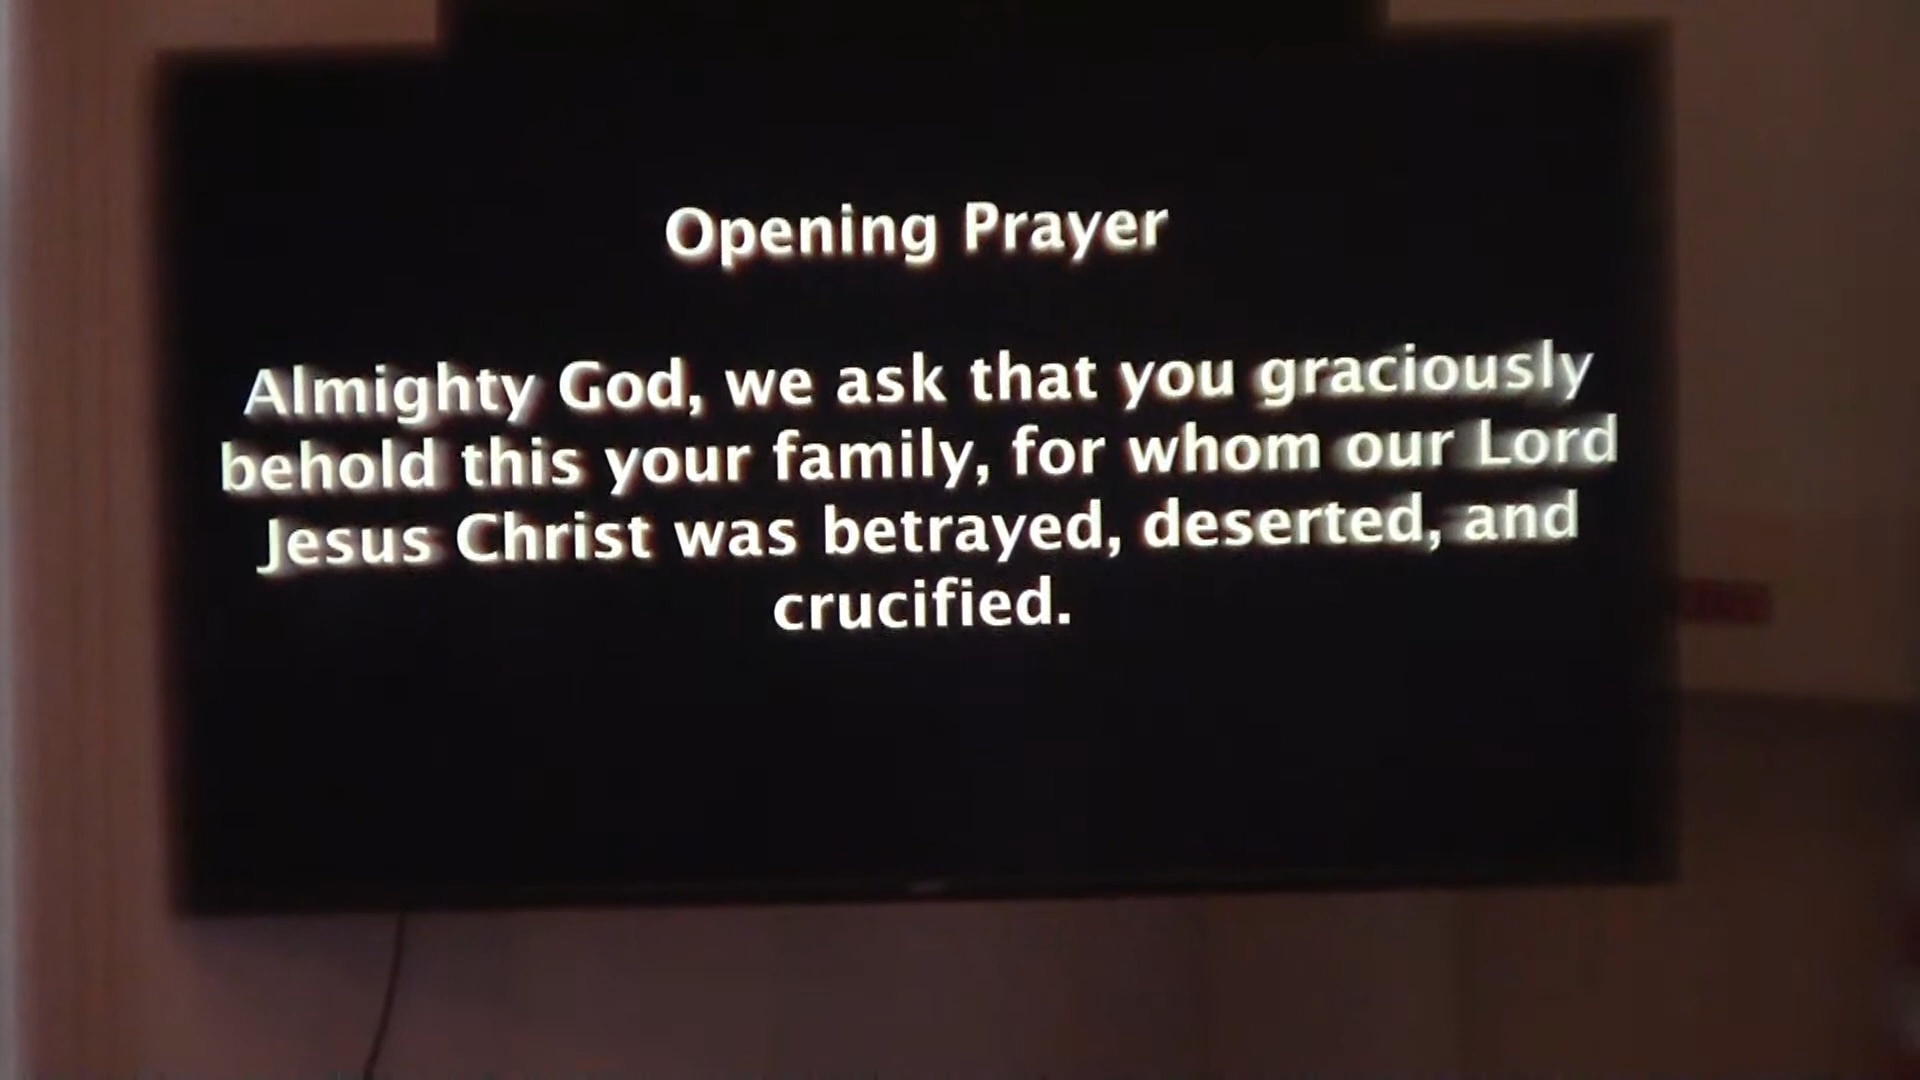 Opening Prayer
Almighty God, we ask that you graciously
behold this your family, for whom our Lord
Jesus Christ was betrayed, deserted, and
crucified.